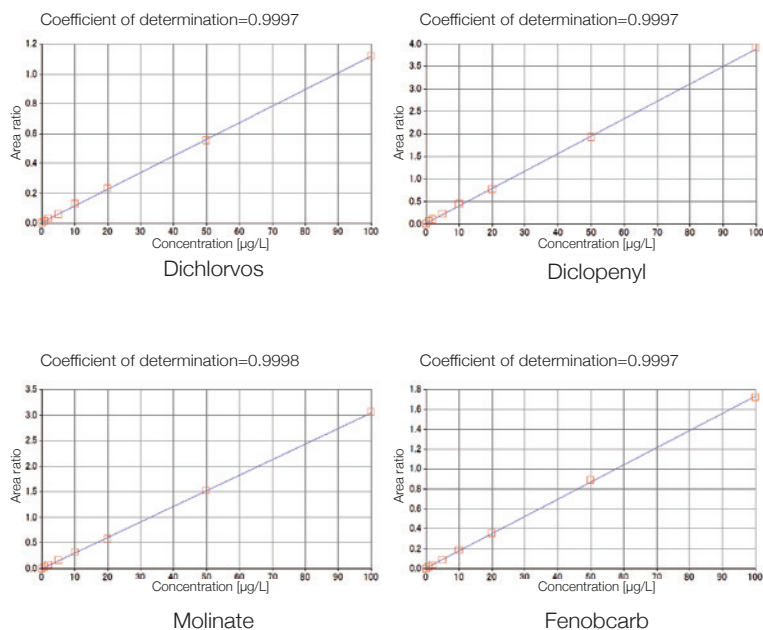 Coefficient of determination=0.9997
Area ratio
1.2
1.0
0.8
0.6
0.4
0.2
0.0
0 10 20 30 40 50 60 70 80 90 100
Concentration [µg/L]
Dichlorvos
Coefficient of determination=0.9997
Area ratio
4.0
3.5
3.0
2.5
2.0
1.5
1.0
0.5
0.0
0 10 20 30 40 50 60 70 80 90 100
Concentration [µg/L]
Diclopenyl
Coefficient of determination=0.9998
Area ratio
3.5
3.0
2.5
2.0
1.5
1.0
0.5
0.0
0 10 20 30 40 50 60 70 80 90 100
Concentration [µg/L]
Molinate
Coefficient of determination=0.9997
Area ratio
1.8
1.6
1.4
1.2
1.0
0.8
0.6
0.4
0.2
0.0
0 10 20 30 40 50 60 70 80 90 100
Concentration [µg/L]
Fenobcarb